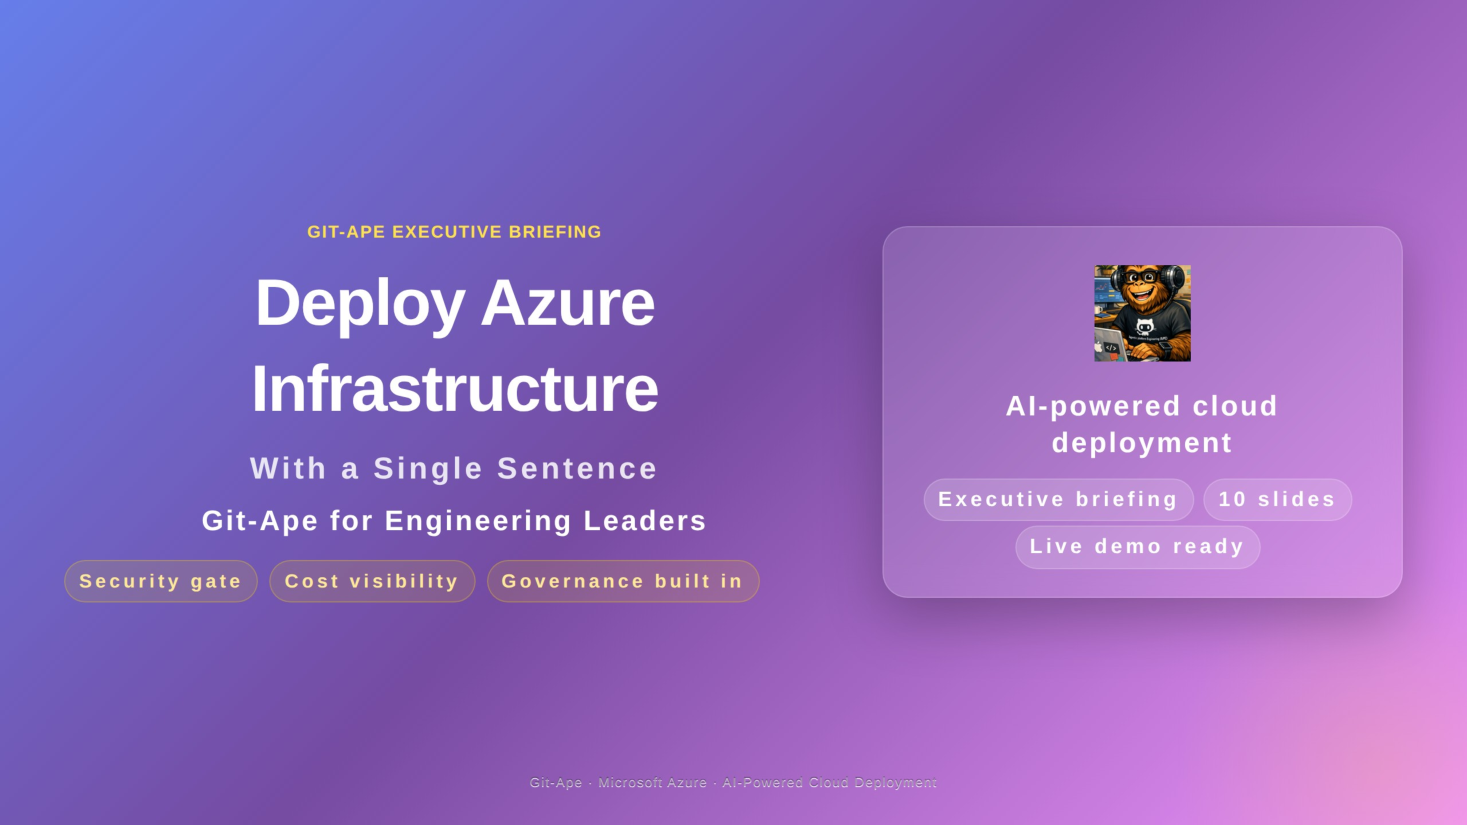 GIT-APE EXECUTIVE BRIEFING
Deploy Azure
Infrastructure
With a Single Sentence
Git-Ape for Engineering Leaders
Security gate
Cost visibility
Governance built in
AI-powered cloud
deployment
Executive briefing
10 slides
Live demo ready
Git-Ape · Microsoft Azure · AI-Powered Cloud Deployment